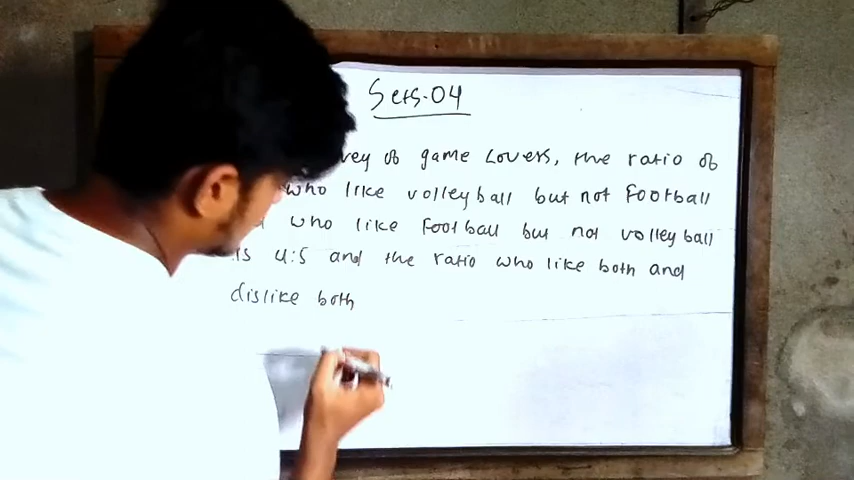 Sets-04
vey of game Lovers, the ratio of
who like volleyball but not Football
who like Football but not volleyball
is 4:5 and the ratio who like both and
dislike both